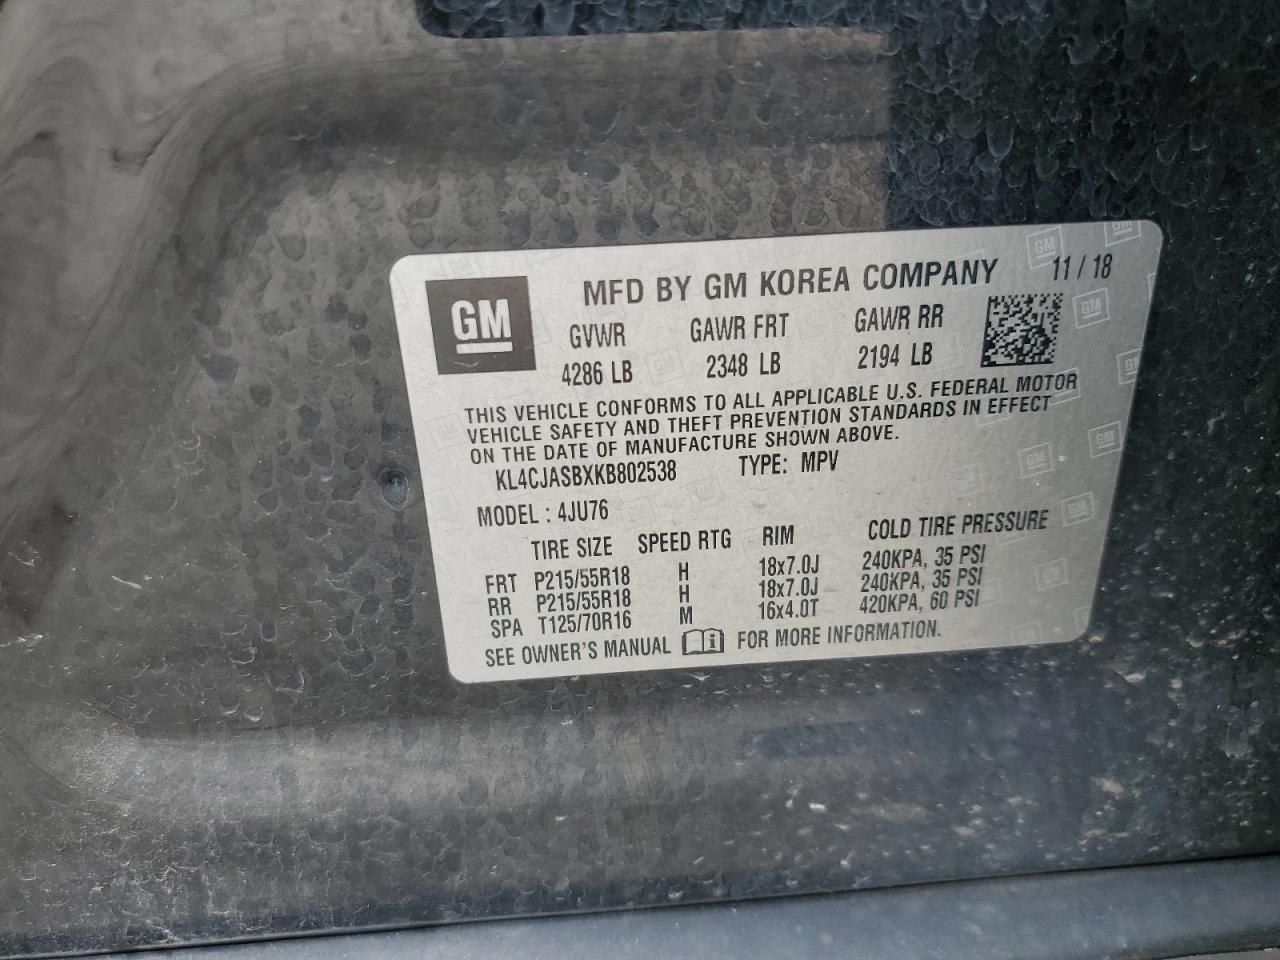 GM
MFD BY GM KOREA COMPANY 11 / 18
GVWR GAWR FRT GAWR RR
4286 LB 2348 LB 2194 LB
THIS VEHICLE CONFORMS TO ALL APPLICABLE U.S. FEDERAL MOTOR
VEHICLE SAFETY AND THEFT PREVENTION STANDARDS IN EFFECT
ON THE DATE OF MANUFACTURE SHOWN ABOVE.
KL4CJASBXKB802538 TYPE: MPV
MODEL : 4JU76
TIRE SIZE SPEED RTG RIM COLD TIRE PRESSURE
FRT P215/55R18 H 18x7.0J 240KPA, 35 PSI
RR P215/55R18 H 18x7.0J 240KPA, 35 PSI
SPA T125/70R16 M 16x4.0T 420KPA, 60 PSI
SEE OWNER'S MANUAL FOR MORE INFORMATION.